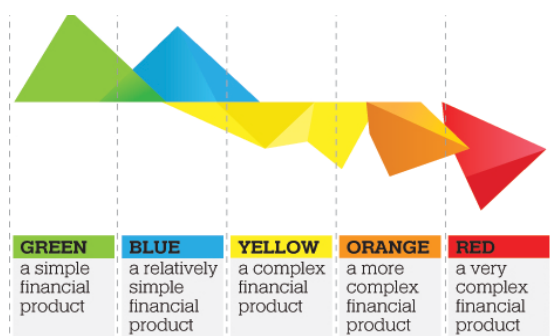 GREEN
a simple
financial
product
BLUE
a relatively
simple
financial
product
YELLOW
a complex
financial
product
ORANGE
a more
complex
financial
product
RED
a very
complex
financial
product